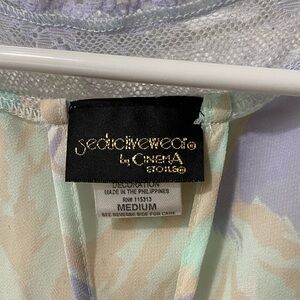 Seductivewear®
by CINEMA
ETOILE®
DECORATION
MADE IN THE PHILIPPINES
RN# 115313
MEDIUM
SEE REVERSE SIDE FOR CARE